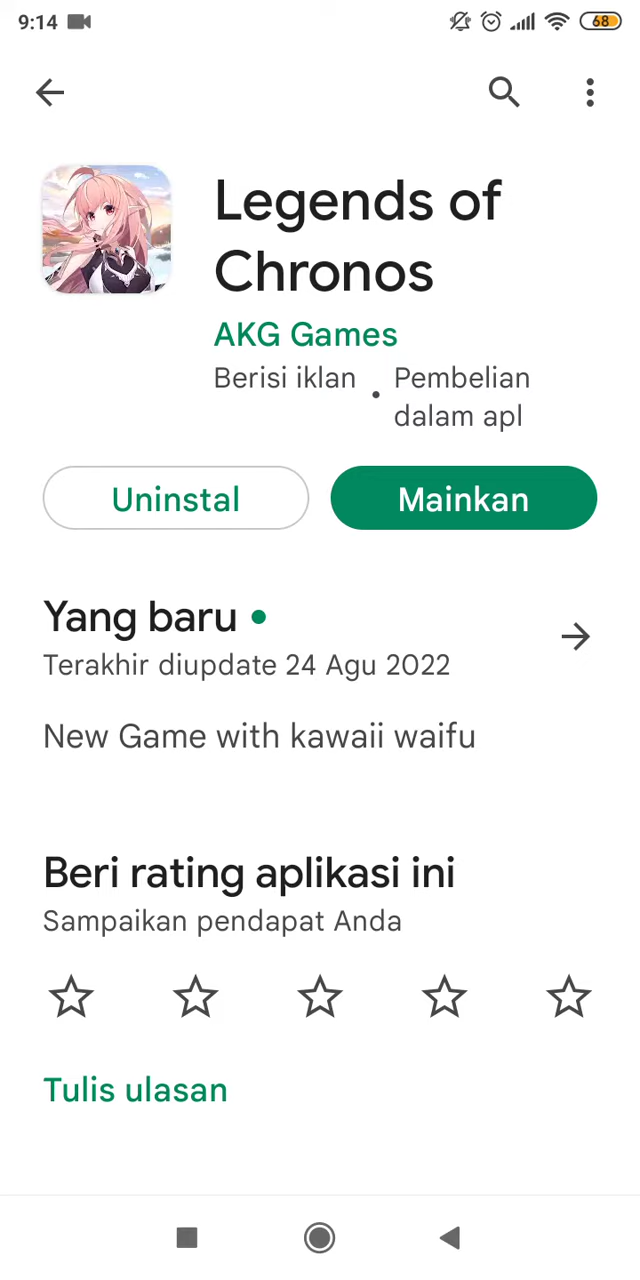 9:14
68
Legends of
Chronos
AKG Games
Berisi iklan • Pembelian
dalam apl
Uninstal
Mainkan
Yang baru •
Terakhir diupdate 24 Agu 2022
New Game with kawaii waifu
Beri rating aplikasi ini
Sampaikan pendapat Anda
Tulis ulasan